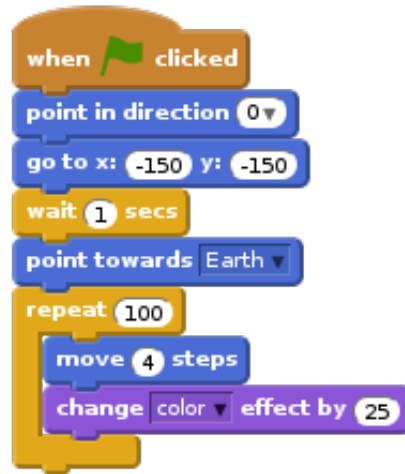 when clicked
point in direction 0
go to x: -150 y: -150
wait 1 secs
point towards Earth
repeat 100
move 4 steps
change color effect by 25